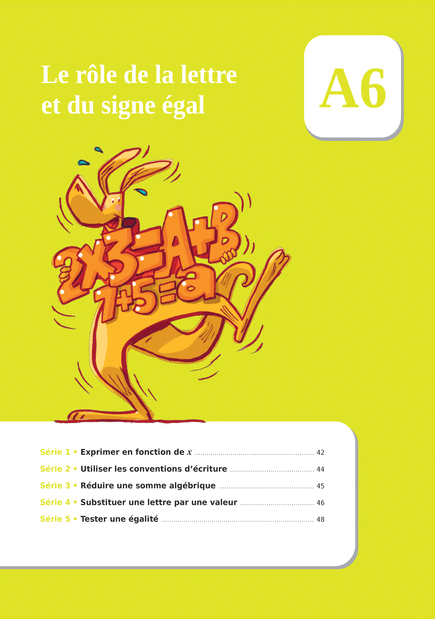 Le rôle de la lettre
et du signe égal
A6
2x3=A+B
1+5=a
Série 1 • Exprimer en fonction de x ........ 42
Série 2 • Utiliser les conventions d’écriture ........ 44
Série 3 • Réduire une somme algébrique ........ 45
Série 4 • Substituer une lettre par une valeur ........ 46
Série 5 • Tester une égalité ........ 48